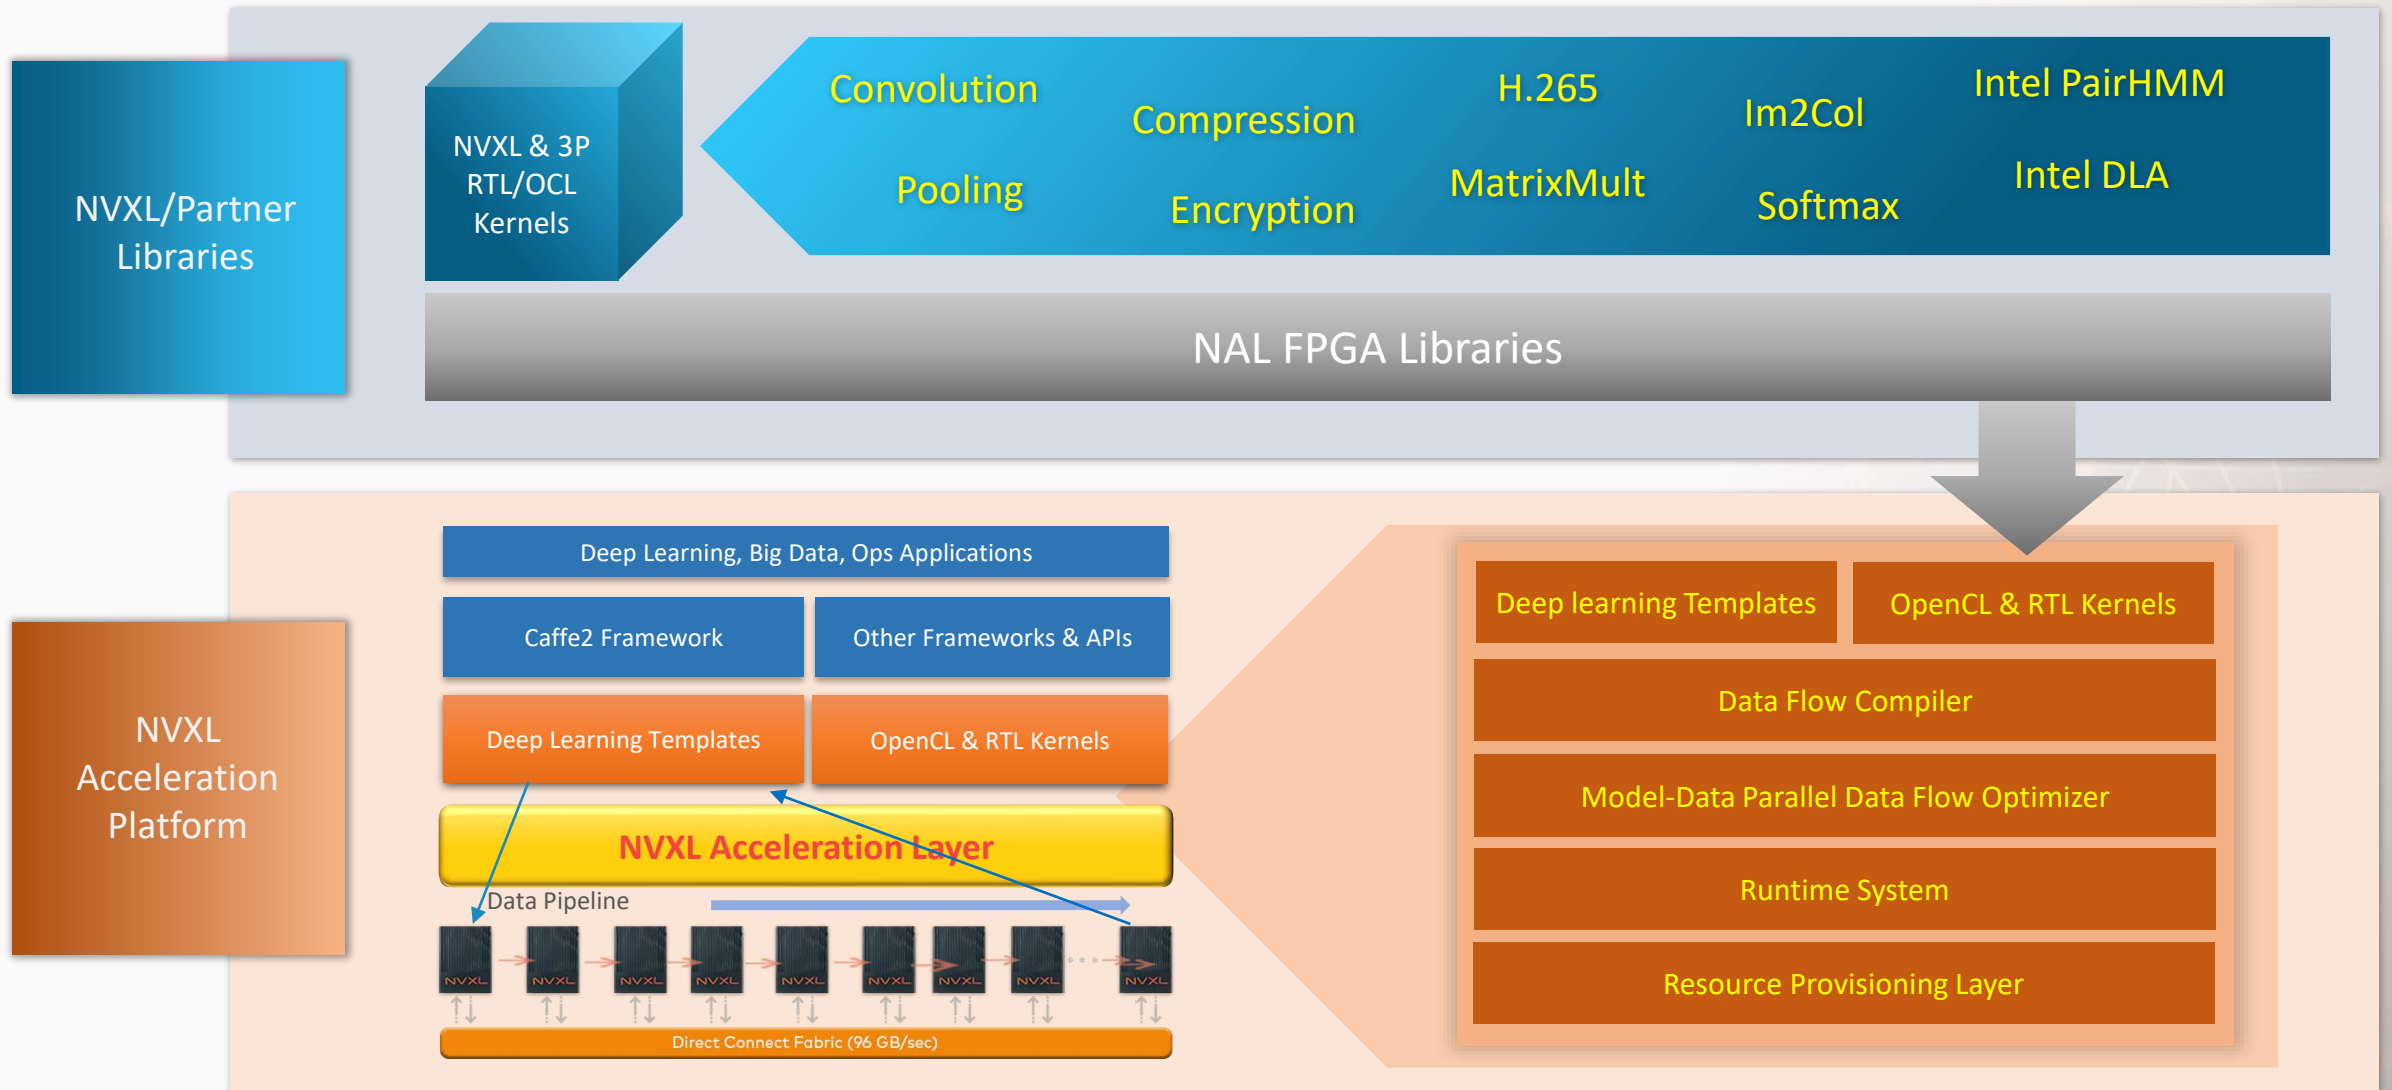 NVXL/Partner
Libraries
NVXL & 3P
RTL/OCL
Kernels
Convolution
Compression
H.265
Im2Col
Intel PairHMM
Pooling
Encryption
MatrixMult
Softmax
Intel DLA
NAL FPGA Libraries
NVXL
Acceleration
Platform
Deep Learning, Big Data, Ops Applications
Caffe2 Framework
Other Frameworks & APIs
Deep Learning Templates
OpenCL & RTL Kernels
NVXL Acceleration Layer
Data Pipeline
NVXL
NVXL
NVXL
NVXL
NVXL
NVXL
NVXL
NVXL
NVXL
Direct Connect Fabric (96 GB/sec)
Deep learning Templates
OpenCL & RTL Kernels
Data Flow Compiler
Model-Data Parallel Data Flow Optimizer
Runtime System
Resource Provisioning Layer